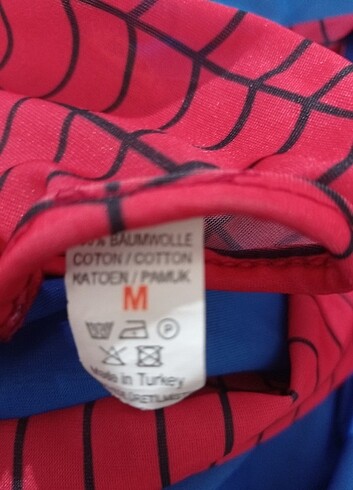 % BAUMWOLLE
COTON / COTTON
KATOEN / PAMUK
M
P
Made in Turkey